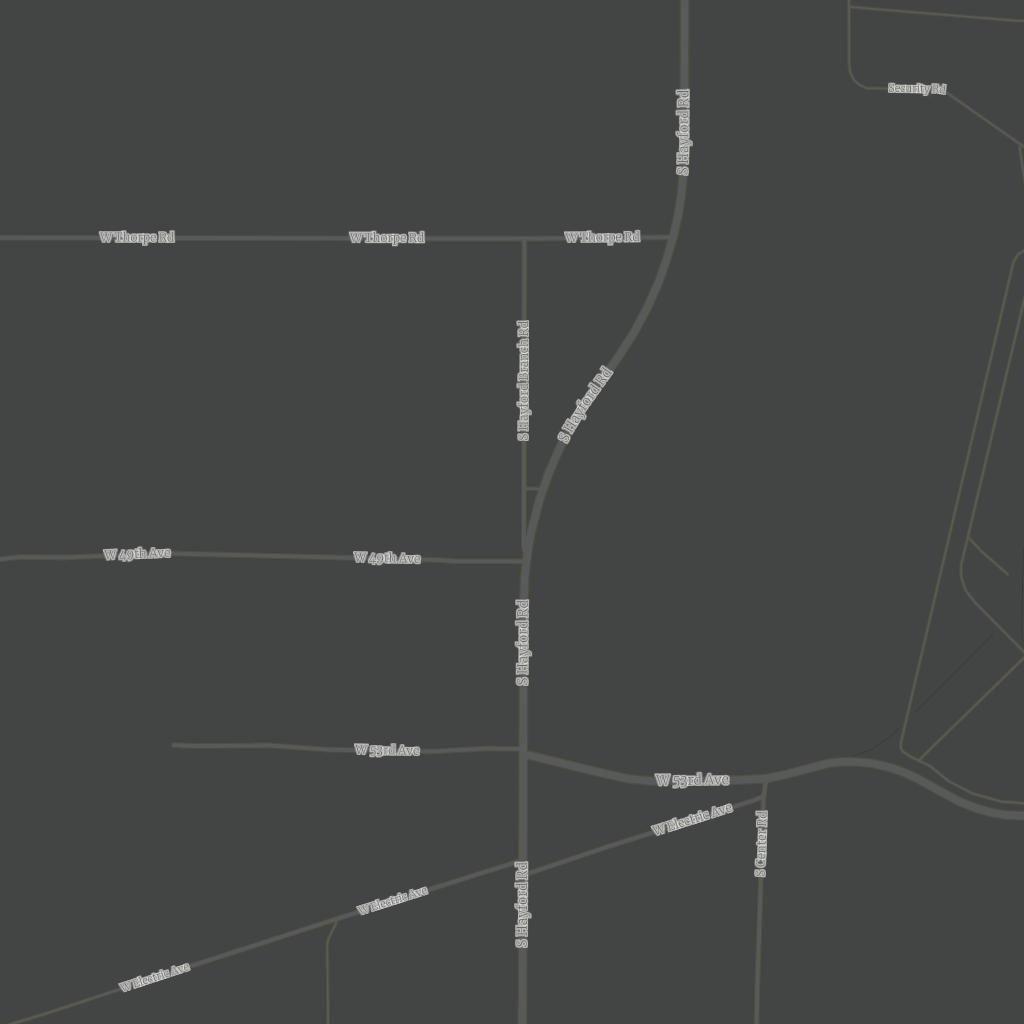 Security Rd
S Hayford Rd
W Thorpe Rd
W Thorpe Rd
W Thorpe Rd
S Hayford Branch Rd
S Hayford Rd
W 49th Ave
W 49th Ave
S Hayford Rd
W 53rd Ave
W 53rd Ave
W Electric Ave
S Center Rd
W Electric Ave
S Hayford Rd
W Electric Ave